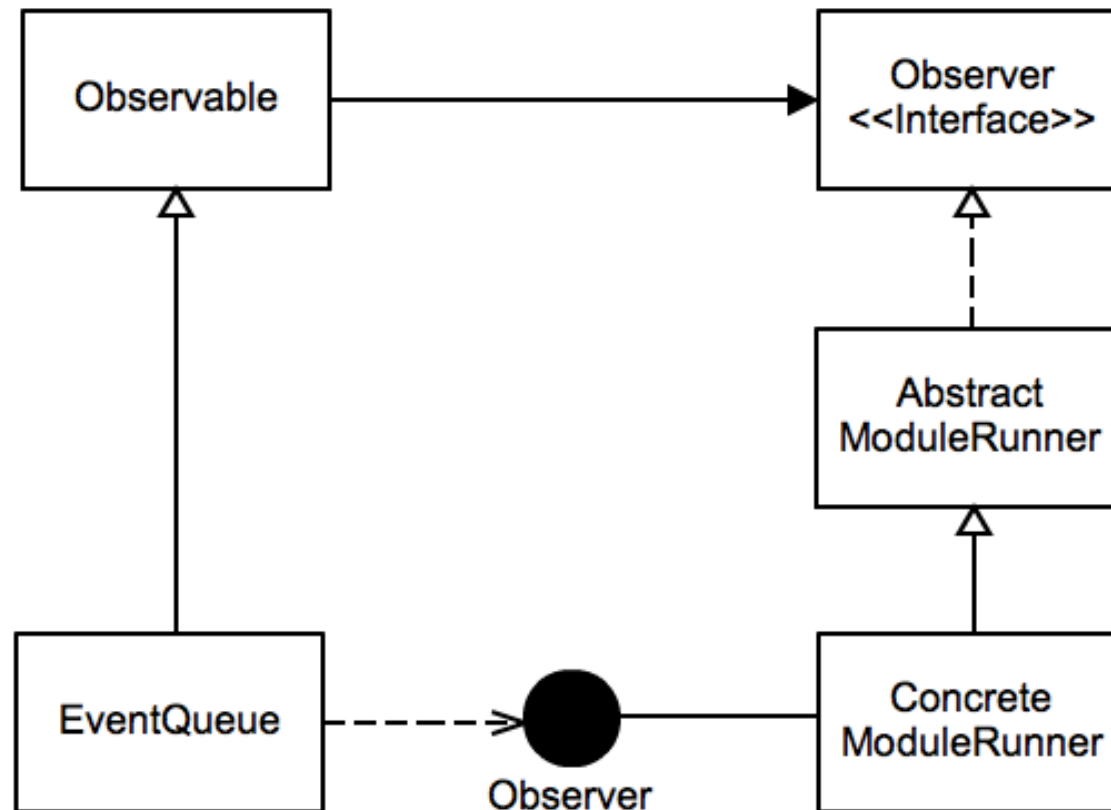 Observable
Observer
<<Interface>>
Abstract
ModuleRunner
EventQueue
Observer
Concrete
ModuleRunner